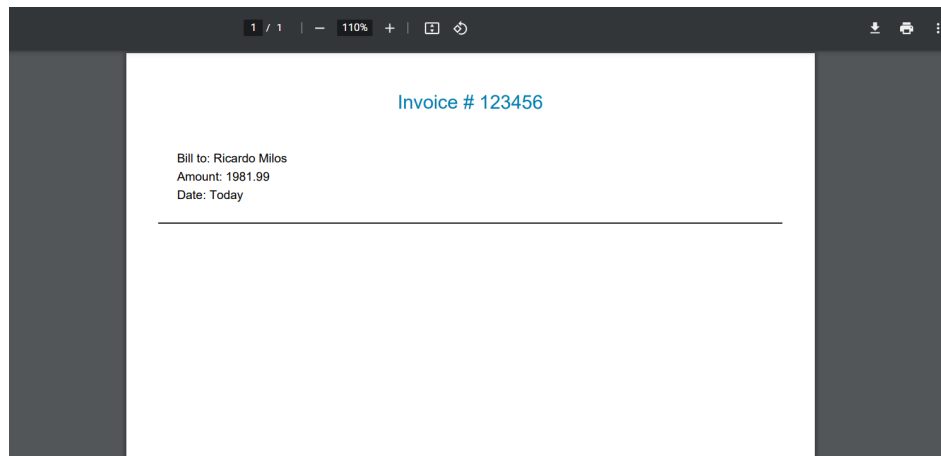 1 / 1 | — 110% + |
Invoice # 123456
Bill to: Ricardo Milos
Amount: 1981.99
Date: Today